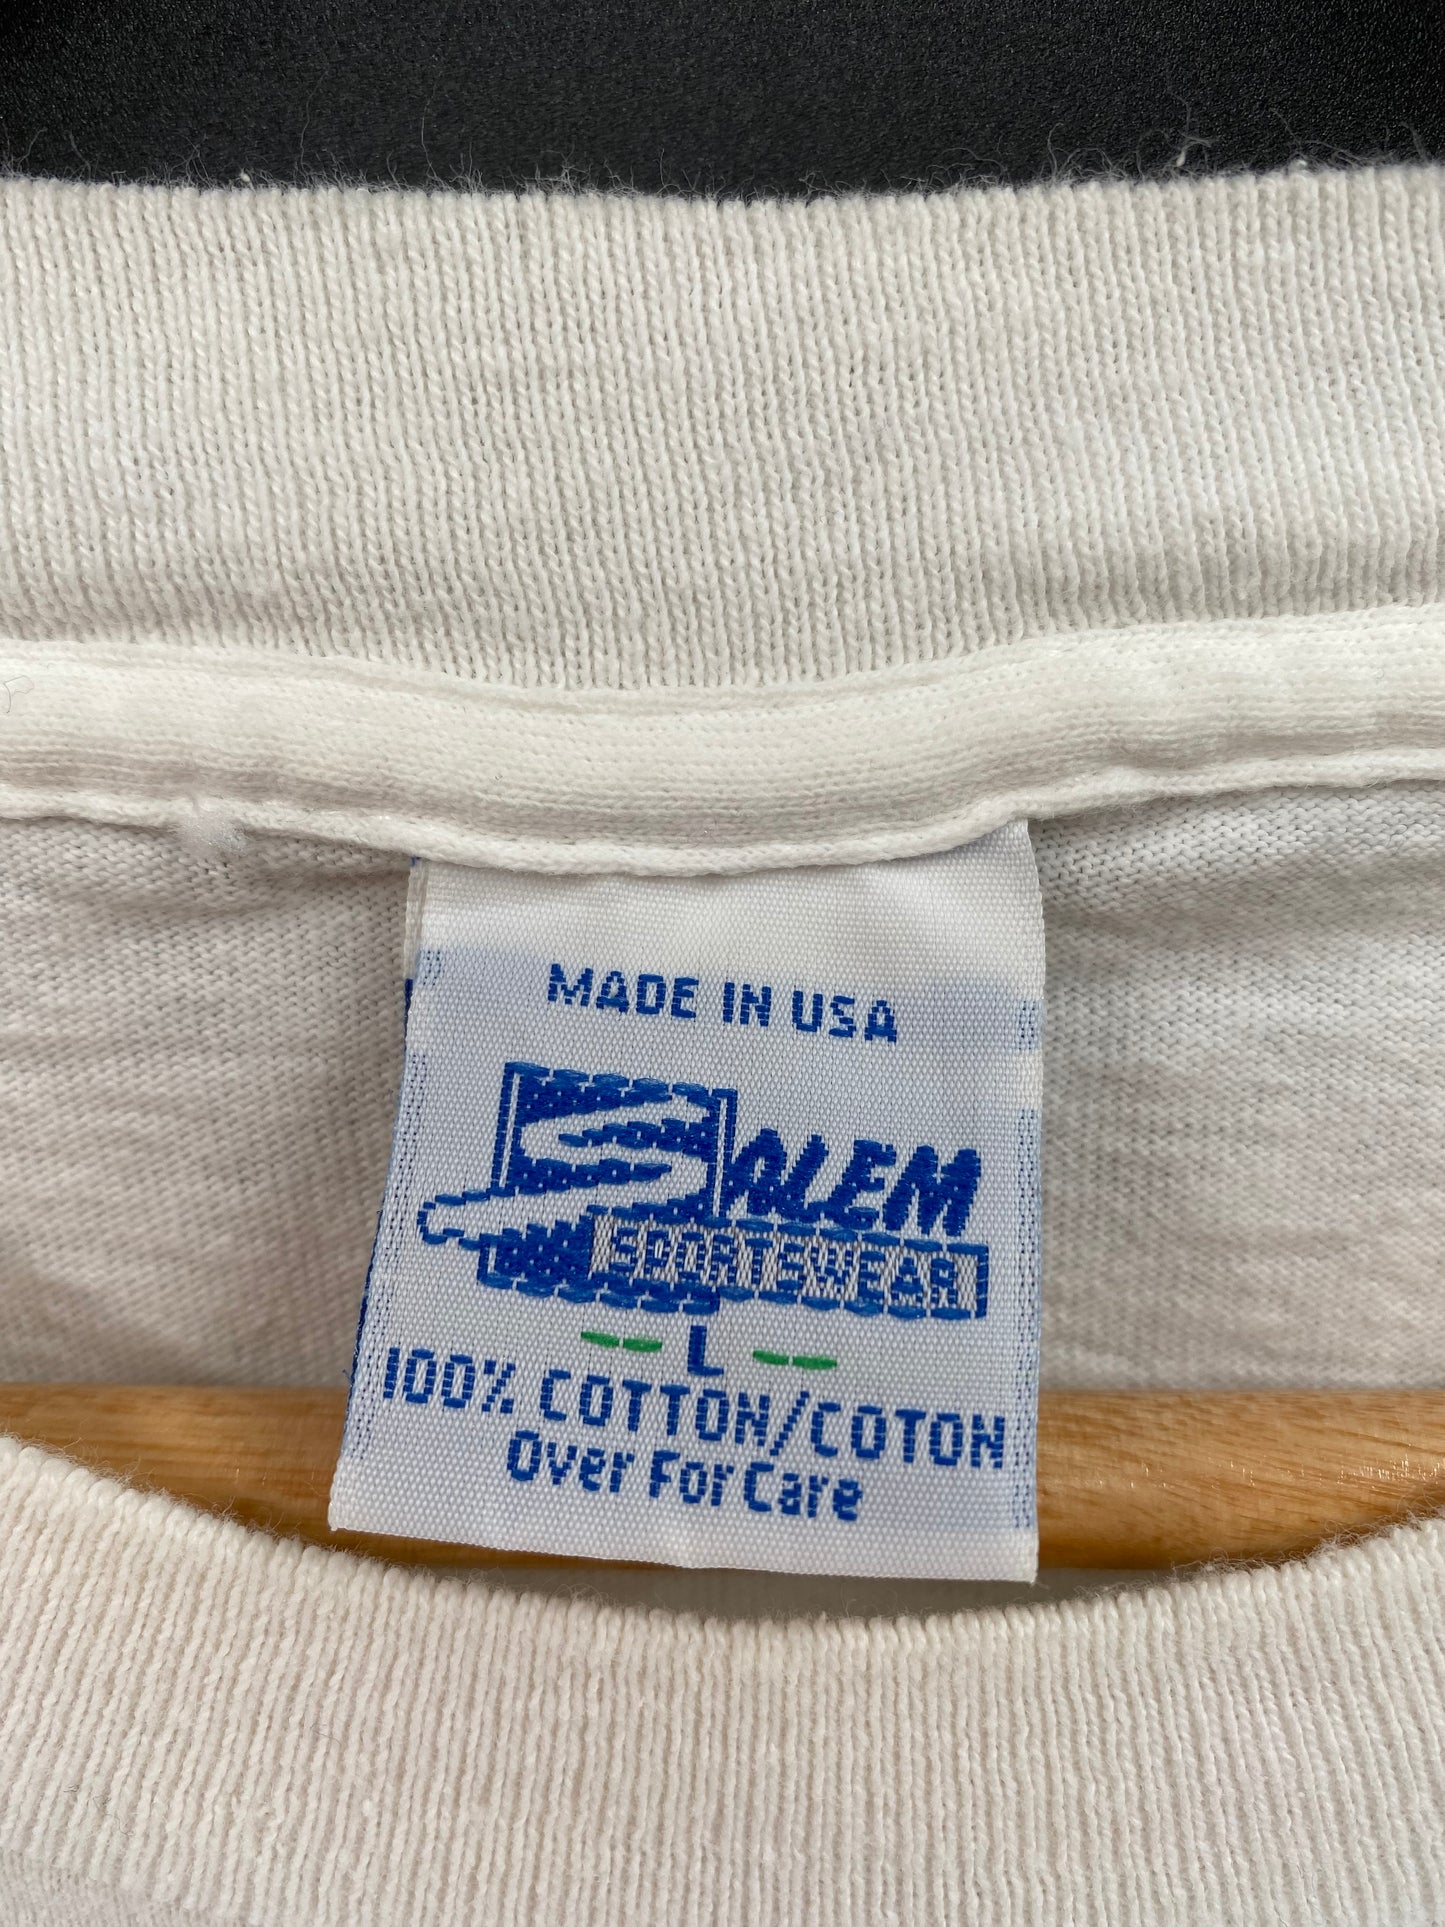 MADE IN USA
SALEM
SPORTSWEAR
-- L --
100% COTTON/COTON
Over For Care